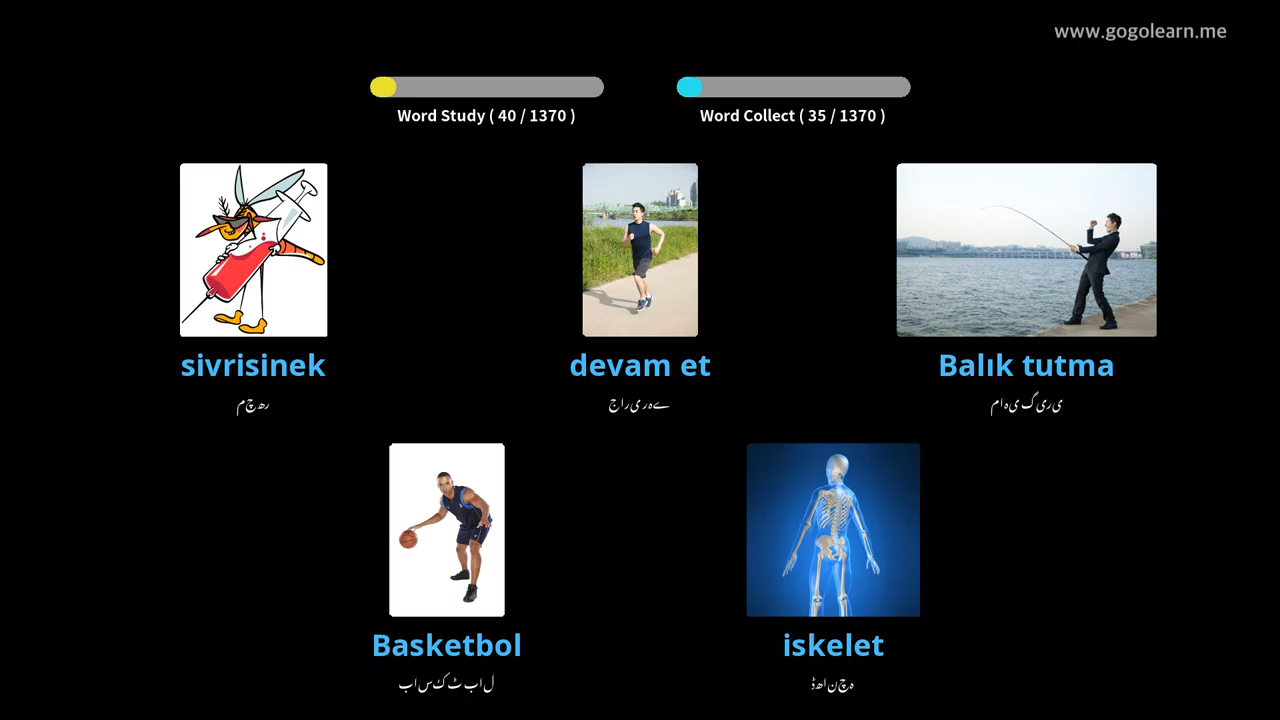 www.gogolearn.me
Word Study ( 40 / 1370 )
Word Collect ( 35 / 1370 )
sivrisinek
مچھر
devam et
جاری رہے
Balık tutma
ماہی گیری
Basketbol
باسکٹ بال
iskelet
ڈھانچہ